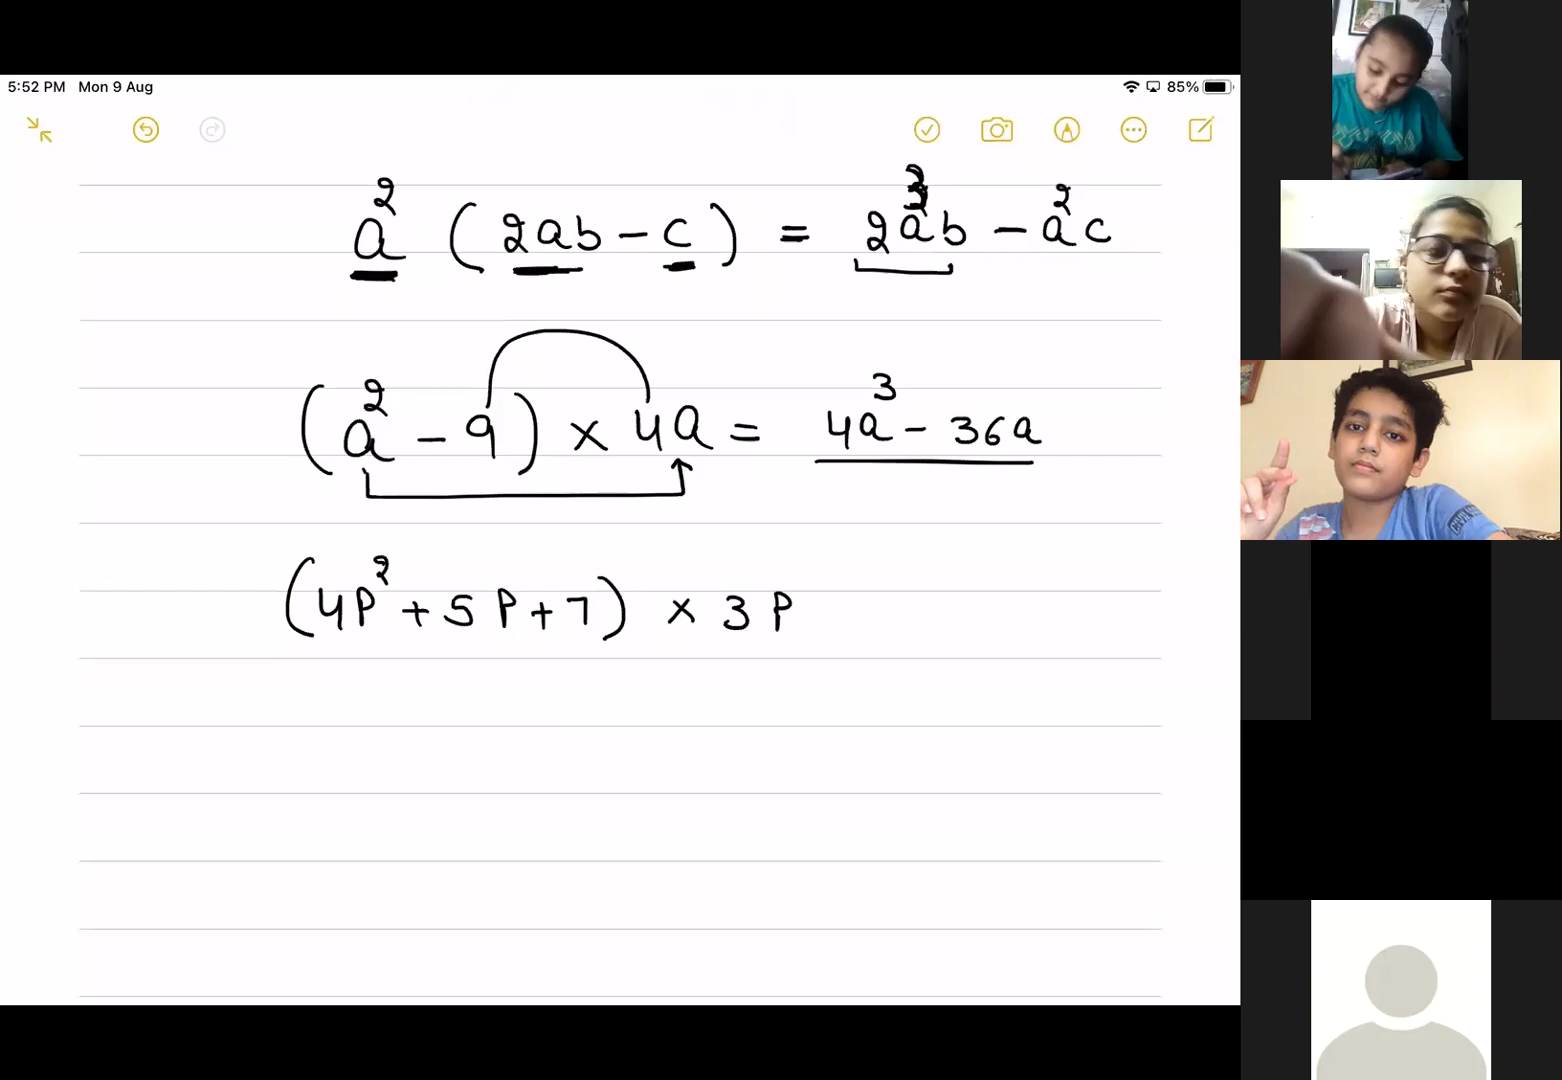 5:52 PM Mon 9 Aug 85%
a² (2ab - c) = 2a³b - a²c
(a² - 9) × 4a = 4a³ - 36a
(4p² + 5p + 7) × 3p